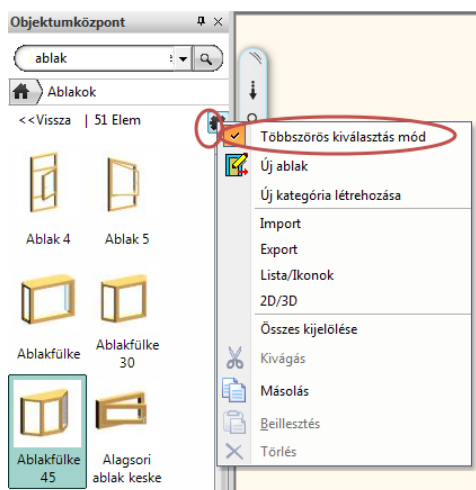 Objektumközpont
ablak
Ablakok
<<Vissza | 51 Elem
Ablak 4
Ablak 5
Ablakfülke
Ablakfülke
30
Ablakfülke
45
Alagsori
ablak keske
Többszörös kiválasztás mód
Új ablak
Új kategória létrehozása
Import
Export
Lista/Ikonok
2D/3D
Összes kijelölése
Kivágás
Másolás
Beillesztés
Törlés